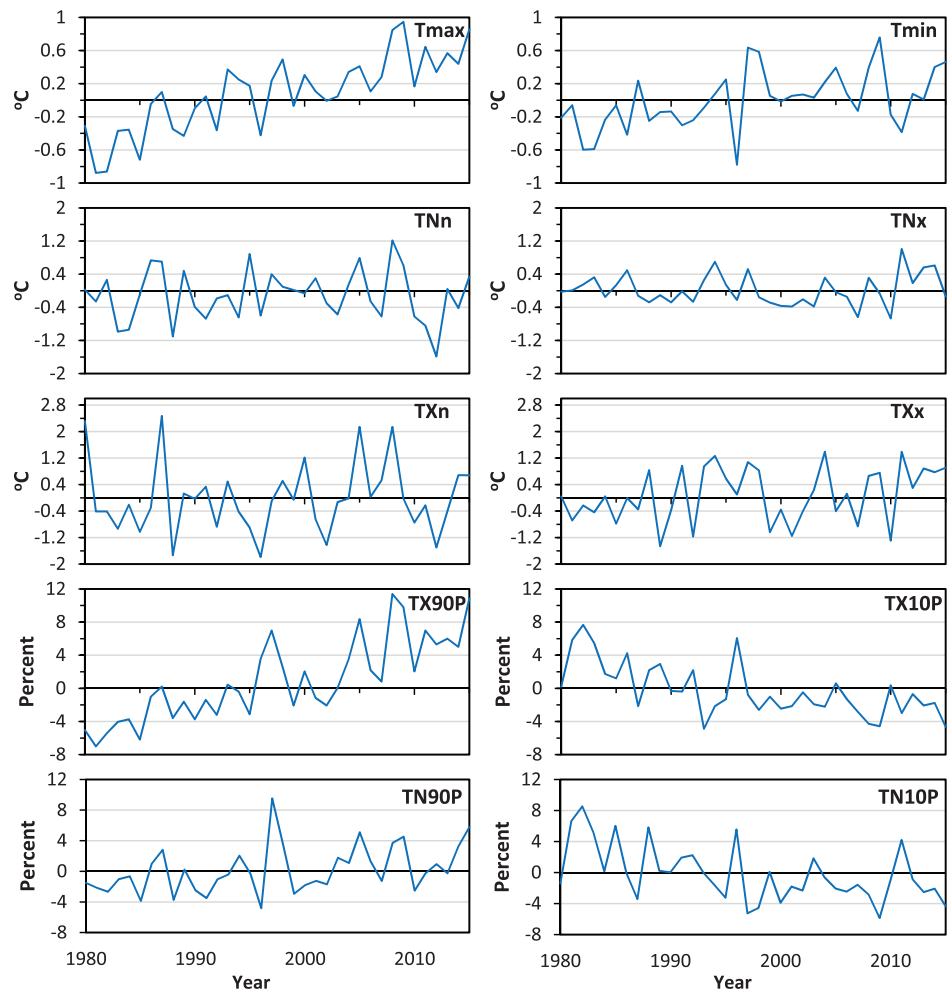 Tmax
ºC
1
0.6
0.2
-0.2
-0.6
-1
Tmin
ºC
1
0.6
0.2
-0.2
-0.6
-1
TNn
ºC
2
1.2
0.4
-0.4
-1.2
-2
TNx
2
1.2
0.4
-0.4
-1.2
-2
TXn
ºC
2.8
2
1.2
0.4
-0.4
-1.2
-2
TXx
2.8
2
1.2
0.4
-0.4
-1.2
-2
TX90P
Percent
12
8
4
0
-4
-8
TX10P
Percent
12
8
4
0
-4
-8
TN90P
Percent
12
8
4
0
-4
-8
1980 1990 2000 2010
Year
TN10P
Percent
12
8
4
0
-4
-8
1980 1990 2000 2010
Year